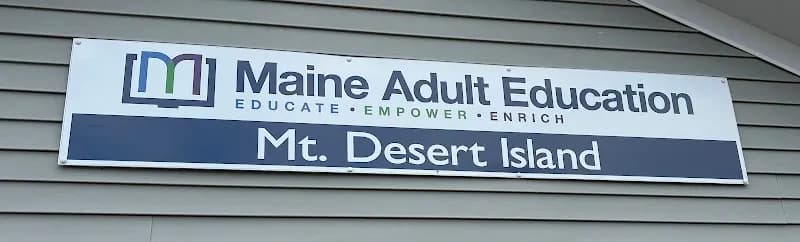 Maine Adult Education
EDUCATE • EMPOWER • ENRICH
Mt. Desert Island